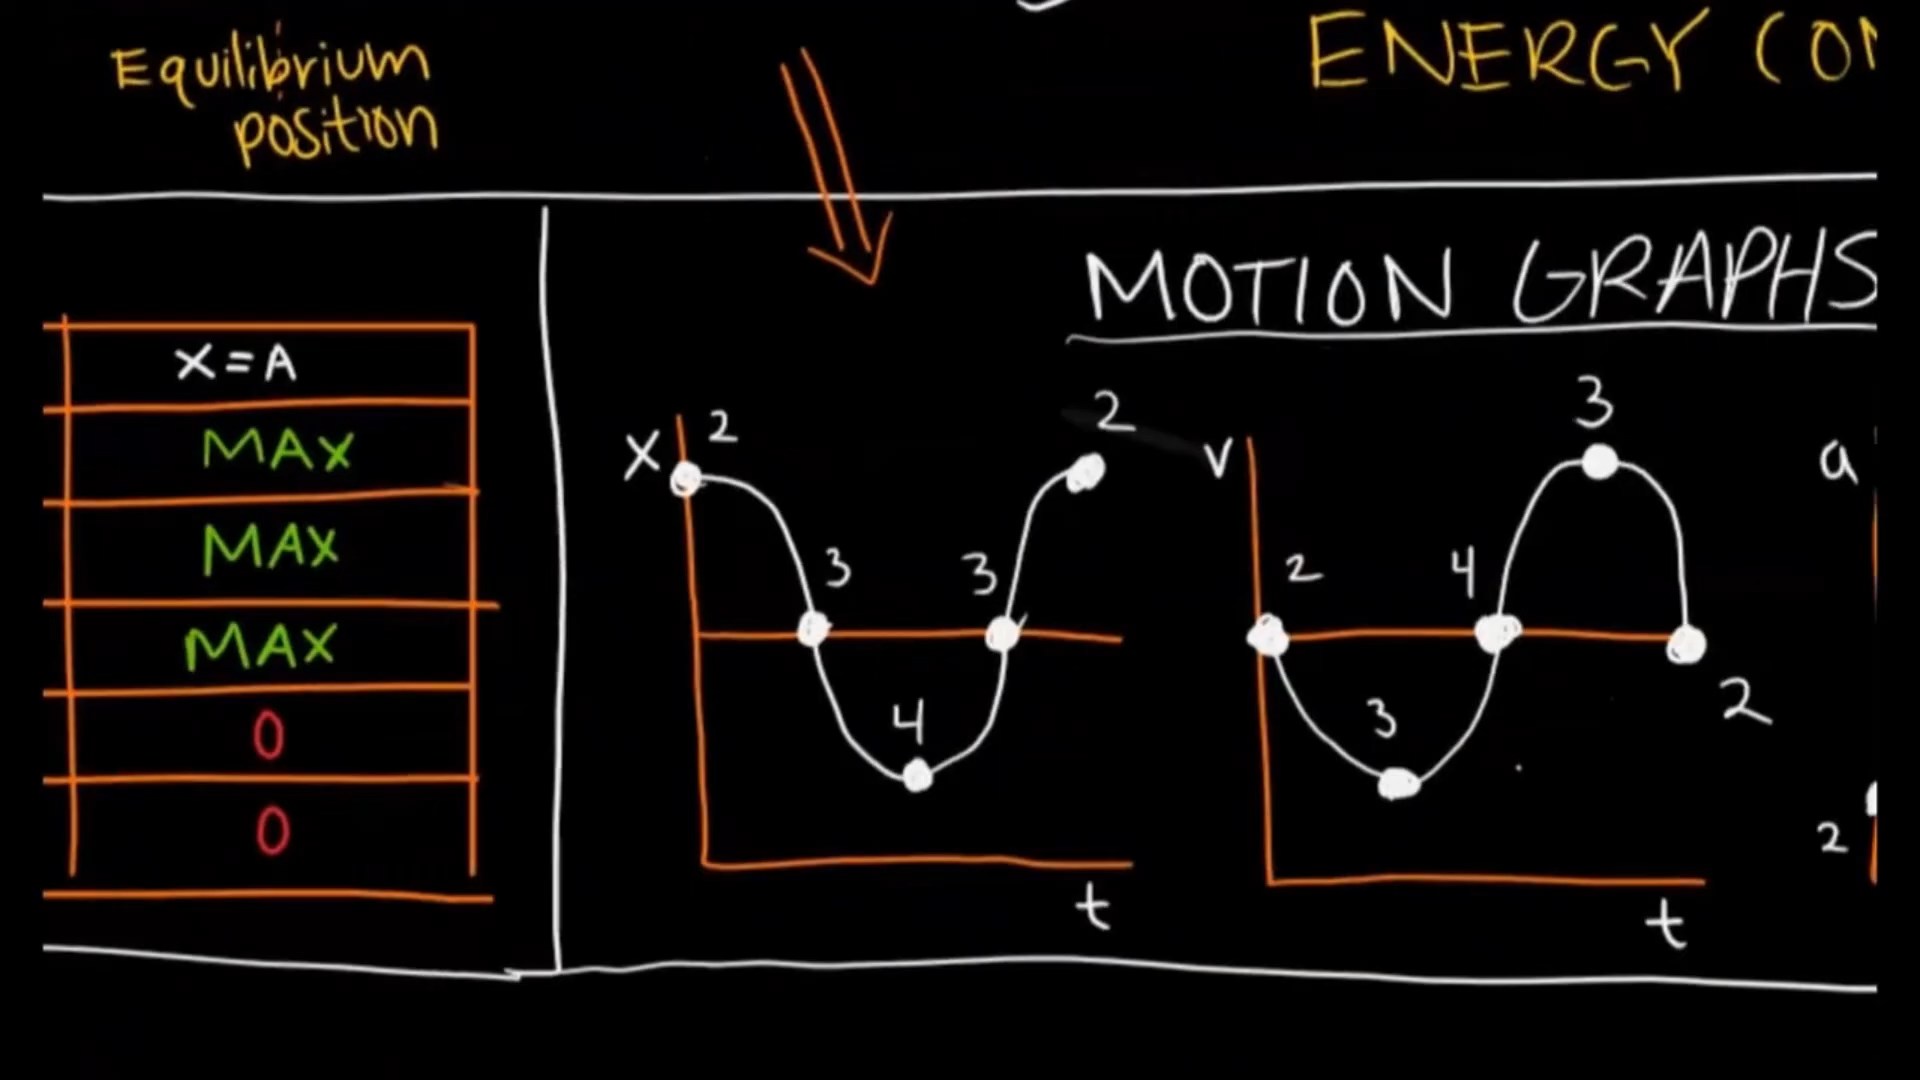 Equilibrium
position
ENERGY CO
MOTION GRAPHS
X = A
MAX
MAX
MAX
0
0
X
2
3
4
3
2
t
V
2
3
4
3
2
t
a
2